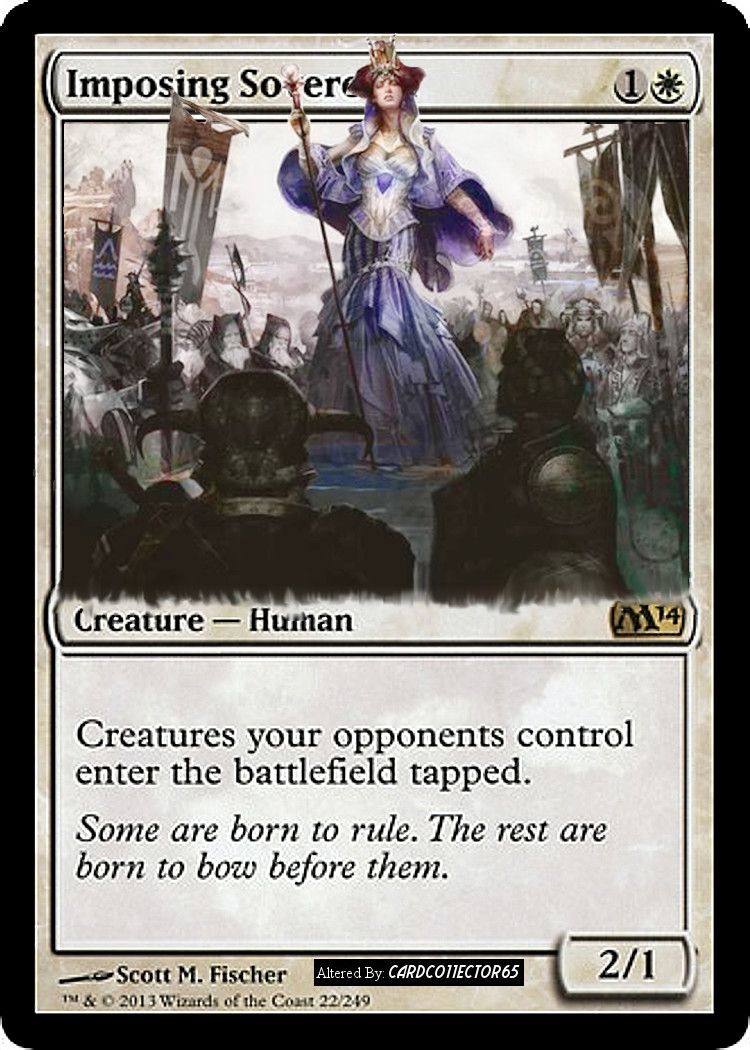 Imposing So ere
1
Creature — Human
M14
Creatures your opponents control
enter the battlefield tapped.
Some are born to rule. The rest are
born to bow before them.
2/1
Scott M. Fischer
Altered By: CARDCO11ECTOR65
™ & © 2013 Wizards of the Coast 22/249